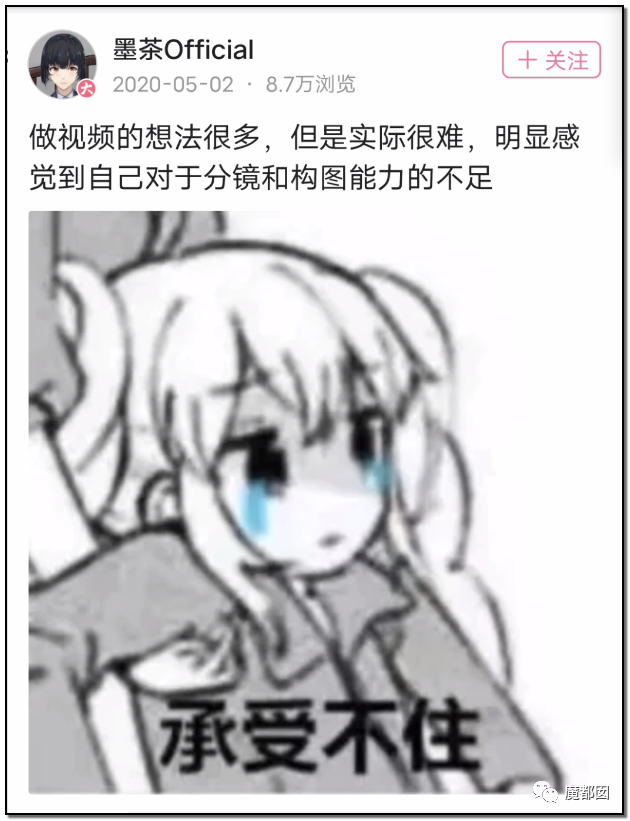 墨茶Official
大
2020-05-02 · 8.7万浏览
+ 关注
做视频的想法很多，但是实际很难，明显感
觉到自己对于分镜和构图能力的不足
承受不住
魔都囡